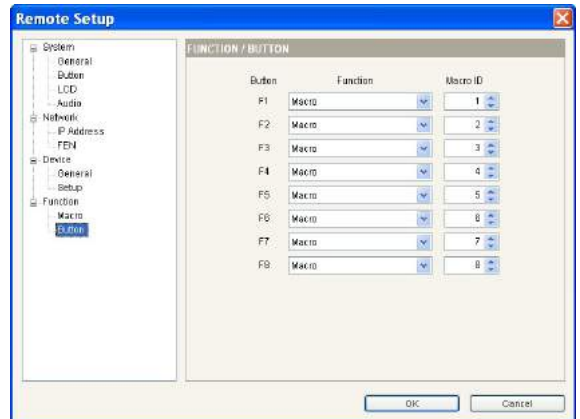 Remote Setup
System
General
Button
LCD
Audio
Network
IP Address
FEN
Device
General
Setup
Function
Macro
Button
FUNCTION / BUTTON
Button Function Macro ID
F1 Macro 1
F2 Macro 2
F3 Macro 3
F4 Macro 4
F5 Macro 5
F6 Macro 6
F7 Macro 7
F8 Macro 8
OK Cancel